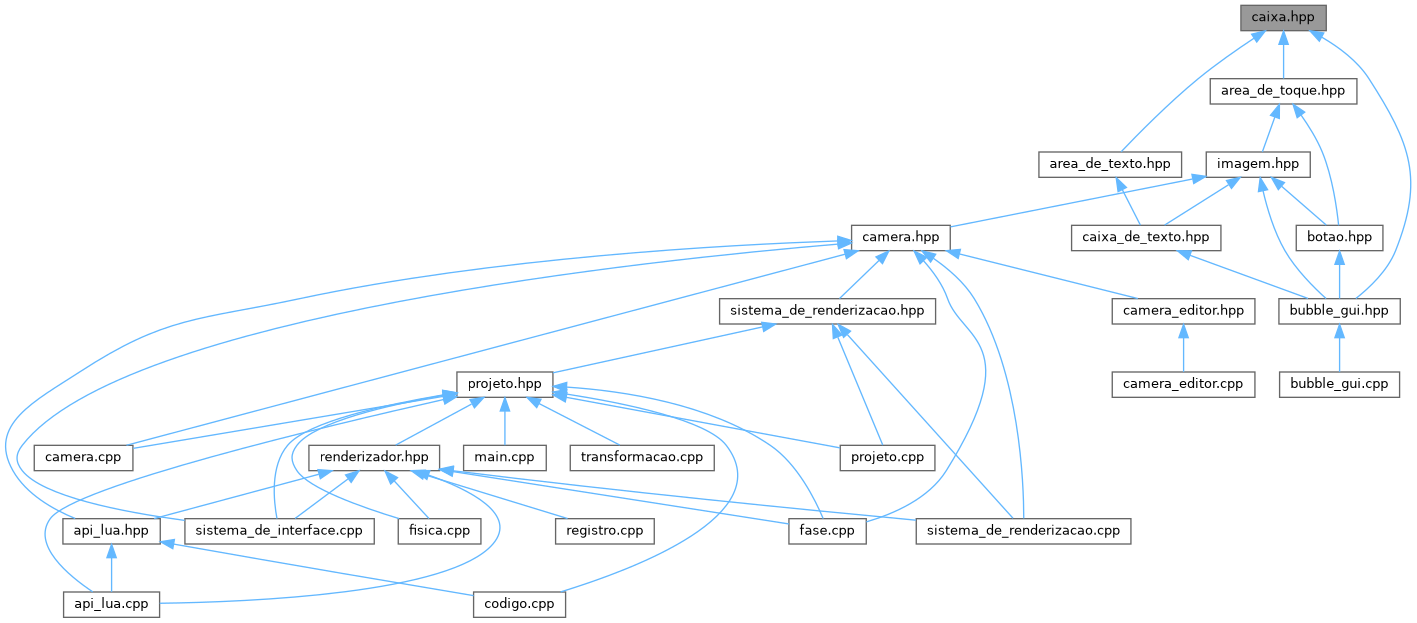 caixa.hpp
area_de_toque.hpp
area_de_texto.hpp
imagem.hpp
camera.hpp
caixa_de_texto.hpp
botao.hpp
sistema_de_renderizacao.hpp
camera_editor.hpp
bubble_gui.hpp
projeto.hpp
camera_editor.cpp
bubble_gui.cpp
camera.cpp
renderizador.hpp
main.cpp
transformacao.cpp
projeto.cpp
api_lua.hpp
sistema_de_interface.cpp
fisica.cpp
registro.cpp
fase.cpp
sistema_de_renderizacao.cpp
api_lua.cpp
codigo.cpp